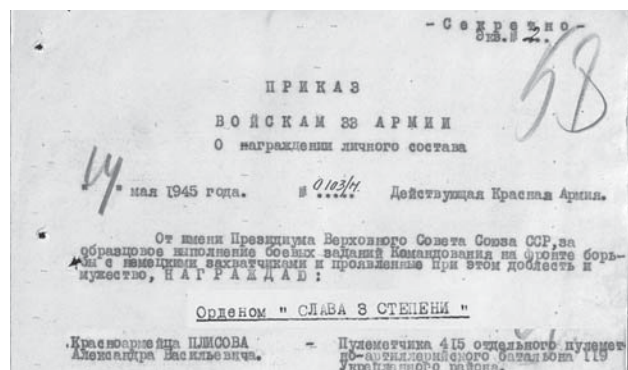 - Секретно -
Экз.№ 2.
58
ПРИКАЗ
ВОЙСКАМ 33 АРМИИ
О награждении личного состава
"14" мая 1945 года. № 0103/н. Действующая Красная Армия.
От имени Президиума Верховного Совета Союза ССР,за
образцовое выполнение боевых заданий Командования на фронте борь-
бы с немецкими захватчиками и проявленные при этом доблесть и
мужество, НАГРАЖДАЮ:
Орденом " СЛАВА 3 СТЕПЕНИ "
Красноармейца ПЛИСОВА - Пулеметчика 415 отдельного пулемет-
Александра Васильевича. но-артиллерийского батальона 119
Укрепленного района.